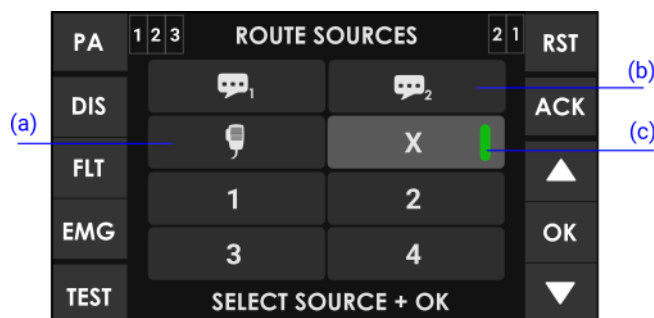 PA 1 2 3 ROUTE SOURCES 2 1 RST
1 2 (b)
DIS ACK
(a) (c)
X
FLT
1 2
EMG OK
3 4
TEST SELECT SOURCE + OK